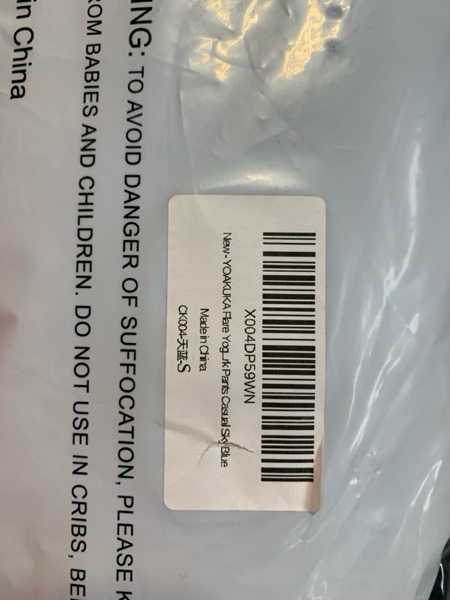 in China
ING: TO AVOID DANGER OF SUFFOCATION, PLEASE K
ROM BABIES AND CHILDREN. DO NOT USE IN CRIBS, BE
X004DP59WN
New - YOAKUKA Flare Yog...k Pants Casual Sky Blue
Made in China
CK004-天蓝-S